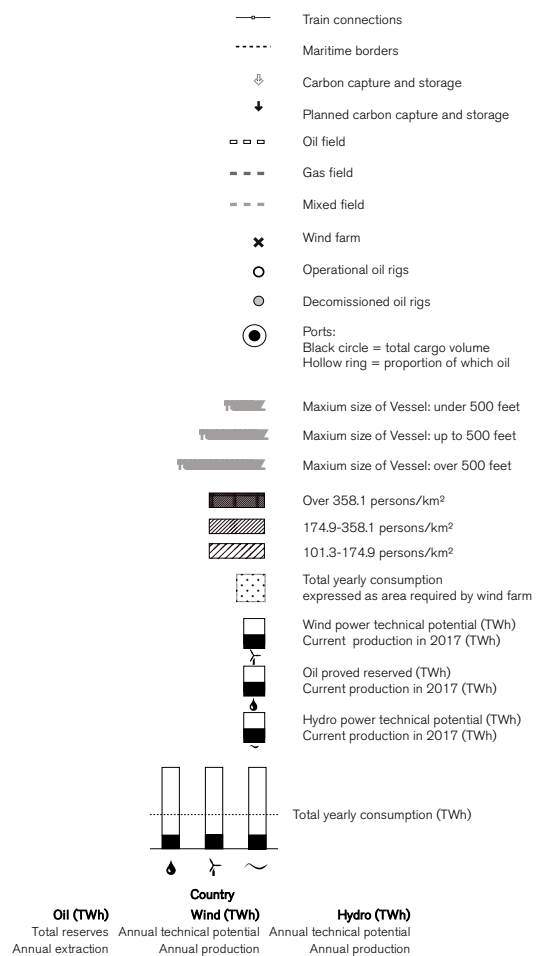 Train connections
Maritime borders
Carbon capture and storage
Planned carbon capture and storage
Oil field
Gas field
Mixed field
Wind farm
Operational oil rigs
Decomissioned oil rigs
Ports:
Black circle = total cargo volume
Hollow ring = proportion of which oil
Maxium size of Vessel: under 500 feet
Maxium size of Vessel: up to 500 feet
Maxium size of Vessel: over 500 feet
Over 358.1 persons/km²
174.9-358.1 persons/km²
101.3-174.9 persons/km²
Total yearly consumption
expressed as area required by wind farm
Wind power technical potential (TWh)
Current production in 2017 (TWh)
Oil proved reserved (TWh)
Current production in 2017 (TWh)
Hydro power technical potential (TWh)
Current production in 2017 (TWh)
Total yearly consumption (TWh)
Country
Oil (TWh) Wind (TWh) Hydro (TWh)
Total reserves Annual technical potential Annual technical potential
Annual extraction Annual production Annual production